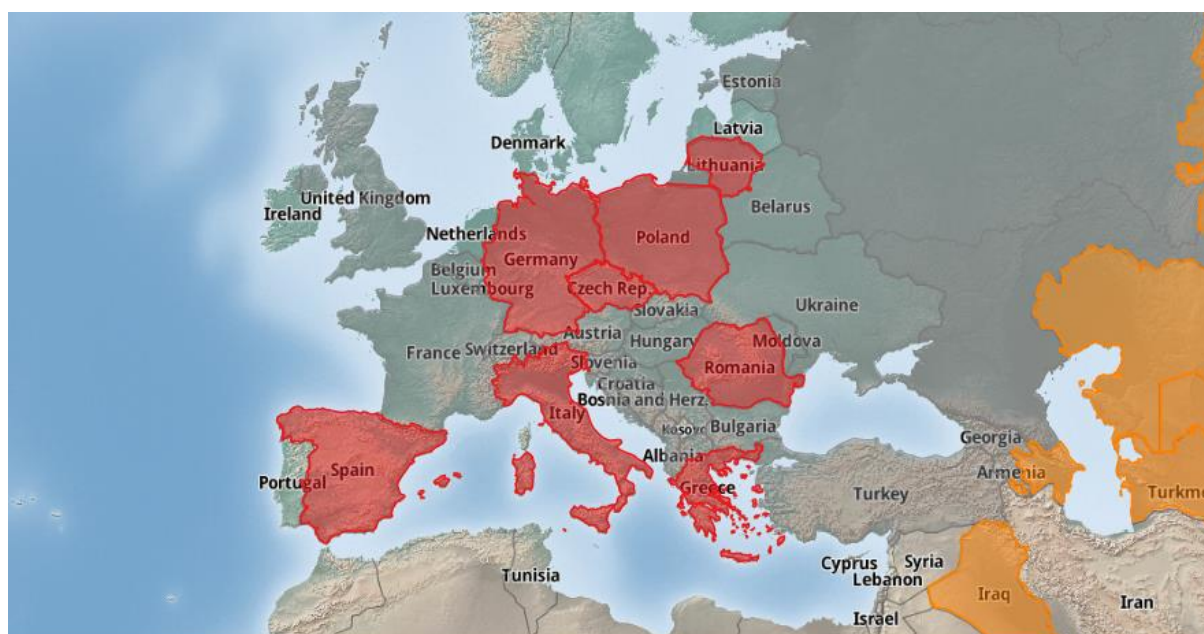 Estonia
Latvia
Denmark
Lithuania
United Kingdom
Ireland
Belarus
Netherlands
Poland
Germany
Belgium
Luxembourg
Czech Rep.
Ukraine
Slovakia
Austria
Hungary
Moldova
France
Switzerland
Slovenia
Romania
Croatia
Bosnia and Herz.
Italy
Kosovo
Bulgaria
Georgia
Albania
Portugal
Spain
Armenia
Greece
Turkey
Turkme
Tunisia
Cyprus
Syria
Lebanon
Iraq
Iran
Israel